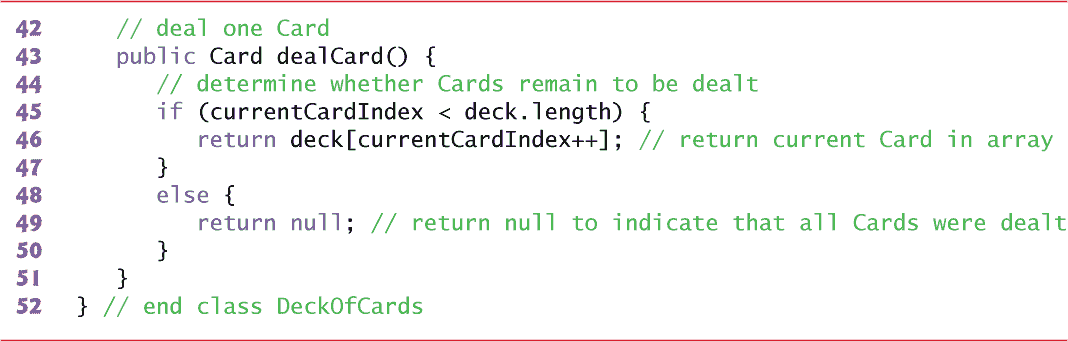 42 // deal one Card
43 public Card dealCard() {
44 // determine whether Cards remain to be dealt
45 if (currentCardIndex < deck.length) {
46 return deck[currentCardIndex++]; // return current Card in array
47 }
48 else {
49 return null; // return null to indicate that all Cards were dealt
50 }
51 }
52 } // end class DeckOfCards